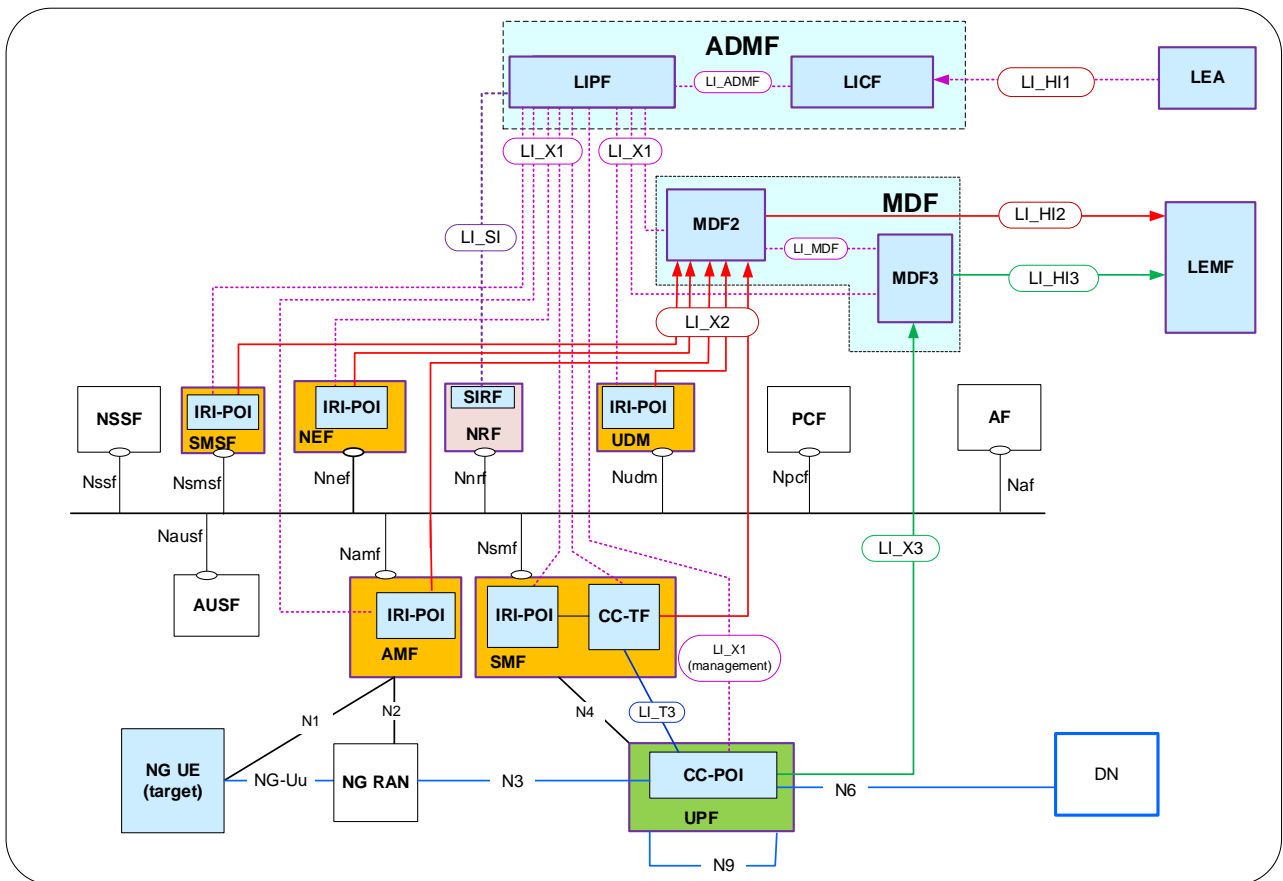 ADMF
LIPF
LI_ADMF
LICF
LI_HI1
LEA
LI_X1
LI_X1
MDF
MDF2
LI_HI2
LI_SI
LI_MDF
MDF3
LI_HI3
LEMF
LI_X2
NSSF
IRI-POI
SMSF
IRI-POI
NEF
SIRF
NRF
IRI-POI
UDM
PCF
AF
Nssf
Nsmsf
Nnef
Nnrf
Nudm
Npcf
Naf
Nausf
Namf
Nsmf
LI_X3
AUSF
IRI-POI
AMF
IRI-POI
CC-TF
SMF
LI_X1
(management)
N1
N2
N4
LI_T3
NG UE
(target)
NG-Uu
NG RAN
N3
CC-POI
UPF
N6
DN
N9